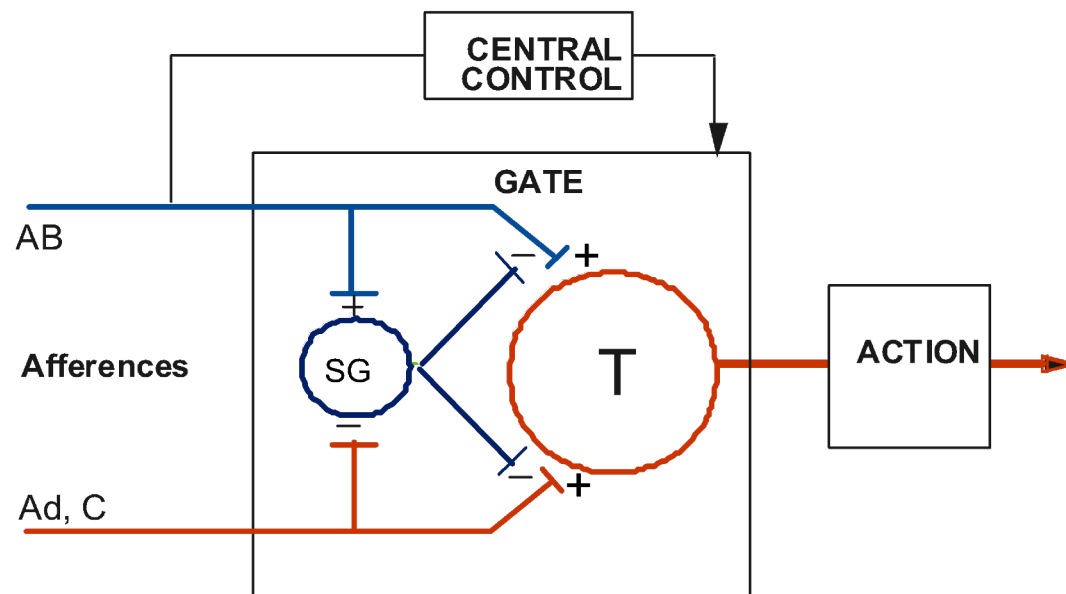 CENTRAL
CONTROL
GATE
AB
+
−
+
SG
Afferences
T
ACTION
−
−
+
Ad, C